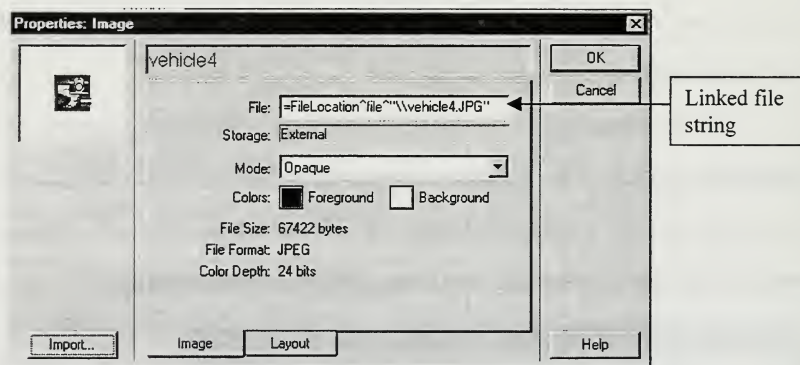 Properties: Image
vehicle4
OK
Cancel
File: =FileLocation^file^"\\vehicle4.JPG"
Linked file
string
Storage: External
Mode: Opaque
Colors: Foreground Background
File Size: 67422 bytes
File Format: JPEG
Color Depth: 24 bits
Import...
Image
Layout
Help